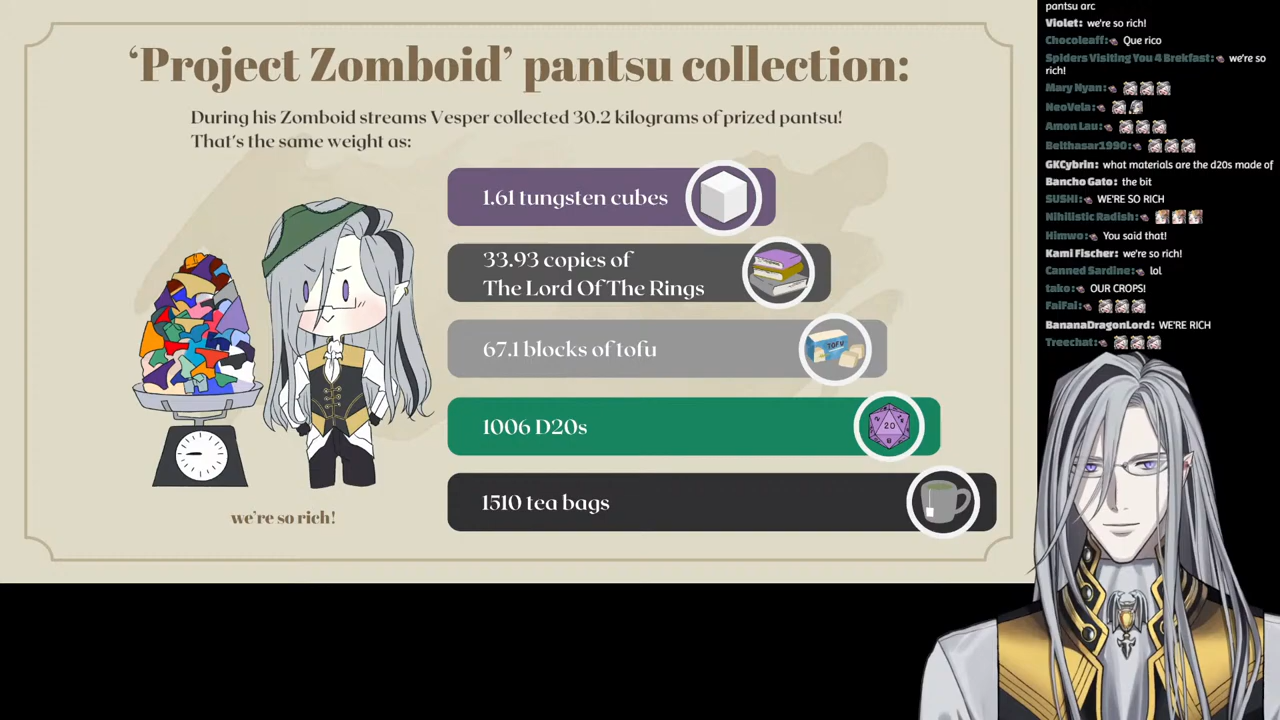 ‘Project Zomboid’ pantsu collection:
During his Zomboid streams Vesper collected 30.2 kilograms of prized pantsu!
That's the same weight as:
1.61 tungsten cubes
33.93 copies of
The Lord Of The Rings
67.1 blocks of tofu
TOFU
1006 D20s
20
1510 tea bags
we're so rich!
pantsu arc
Violet: we're so rich!
Chocoleaff: Que rico
Spiders Visiting You 4 Brekfast: we're so
rich!
Mary Nyan:
NeoVela:
Amon Lau:
Belthasar1990:
GKCybrin: what materials are the d20s made of
Bancho Gato: the bit
SUSHI: WE'RE SO RICH
Nihilistic Radish:
Himwo: You said that!
Kami Fischer: we're so rich!
Canned Sardine: lol
tako: OUR CROPS!
FaiFai:
BananaDragonLord: WE'RE RICH
Treechat: